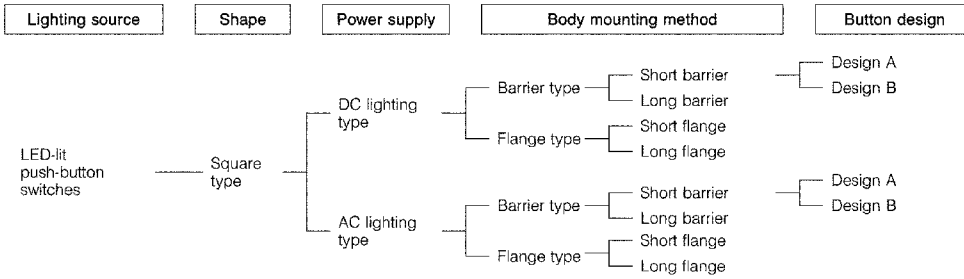 Lighting source
Shape
Power supply
Body mounting method
Button design
LED-lit
push-button
switches
Square
type
DC lighting
type
Barrier type
Short barrier
Design A
Design B
Long barrier
Flange type
Short flange
Long flange
AC lighting
type
Barrier type
Short barrier
Design A
Design B
Long barrier
Flange type
Short flange
Long flange